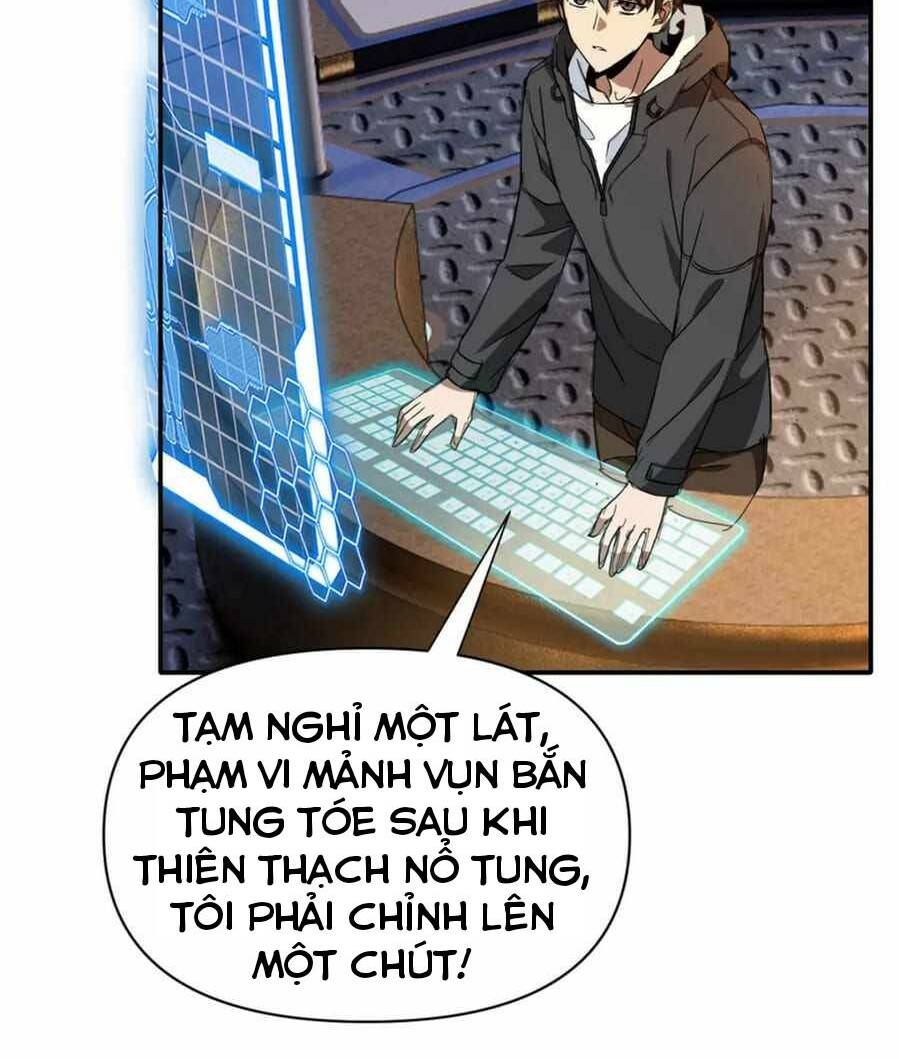 TẠM NGHỈ MỘT LÁT,
PHẠM VI MẢNH VỤN BẮN
TUNG TÓE SAU KHI
THIÊN THẠCH NỔ TUNG,
TÔI PHẢI CHỈNH LÊN
MỘT CHÚT!